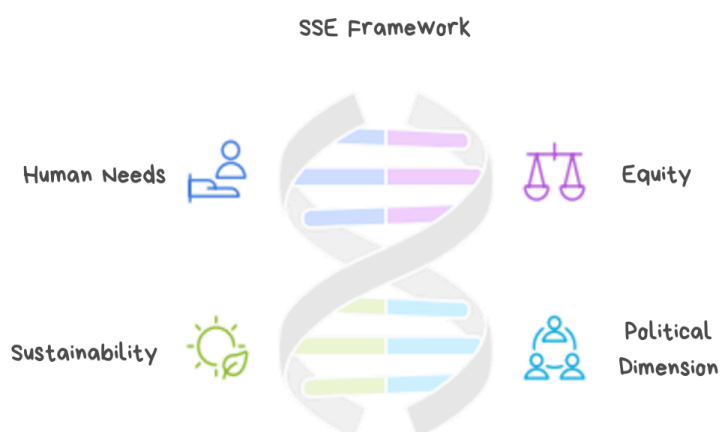 SSE Framework
Human Needs
Equity
Sustainability
Political
Dimension